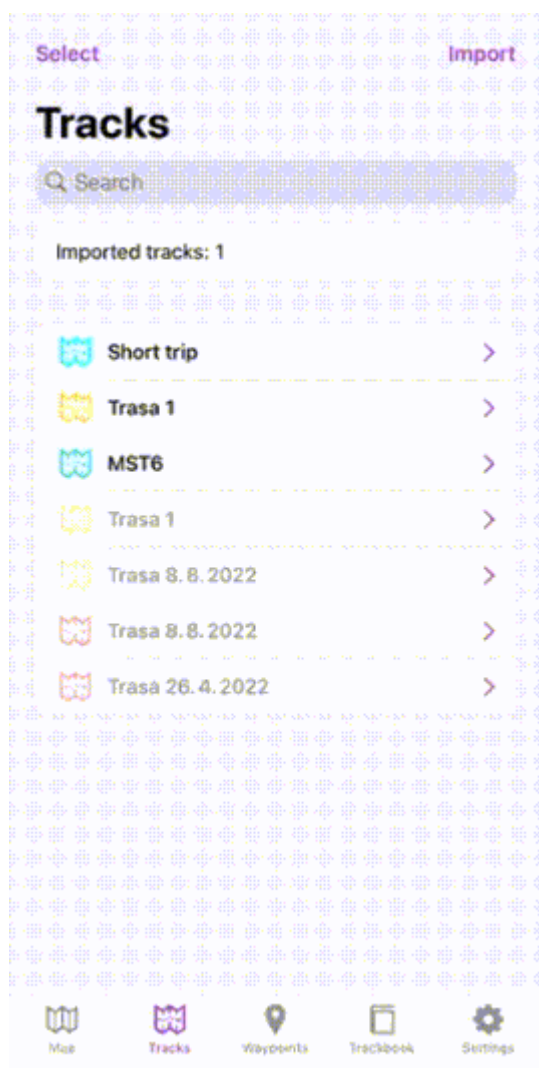 Select Import
Tracks
Search
Imported tracks: 1
Short trip
Trasa 1
MST6
Trasa 1
Trasa 8. 8. 2022
Trasa 8. 8. 2022
Trasa 26. 4. 2022
Map Tracks Waypoints Trackbook Settings